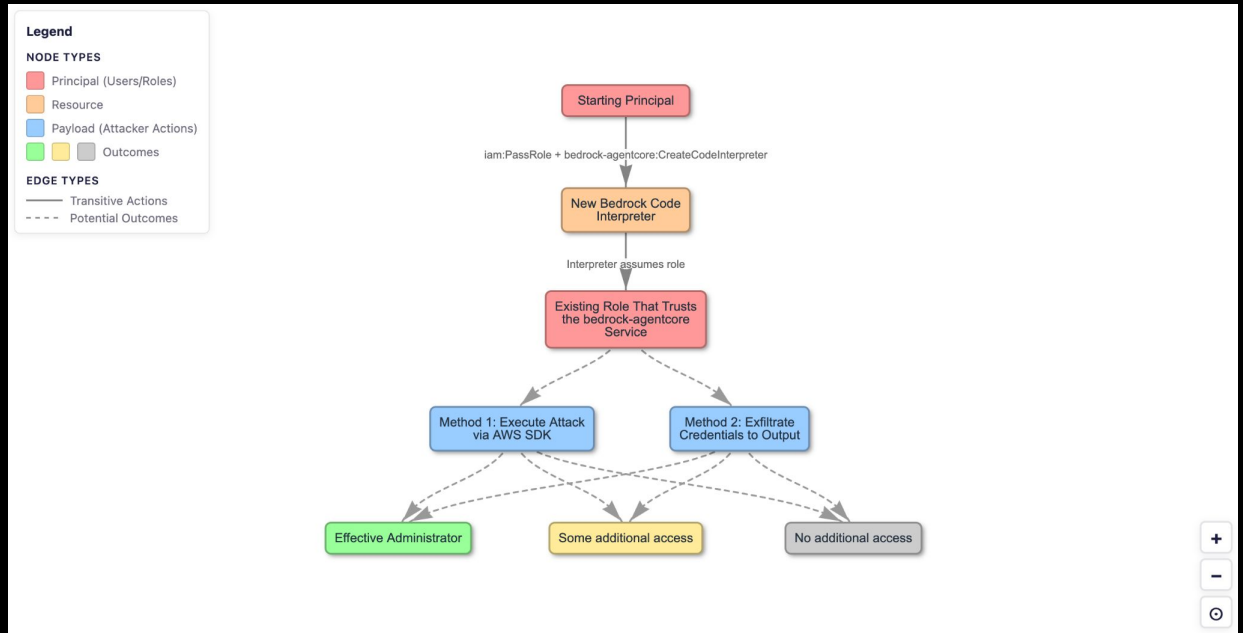 Legend
NODE TYPES
Principal (Users/Roles)
Resource
Payload (Attacker Actions)
Outcomes
EDGE TYPES
Transitive Actions
Potential Outcomes
Starting Principal
iam:PassRole + bedrock-agentcore:CreateCodeInterpreter
New Bedrock Code
Interpreter
Interpreter assumes role
Existing Role That Trusts
the bedrock-agentcore
Service
Method 1: Execute Attack
via AWS SDK
Method 2: Exfiltrate
Credentials to Output
Effective Administrator
Some additional access
No additional access
+
−